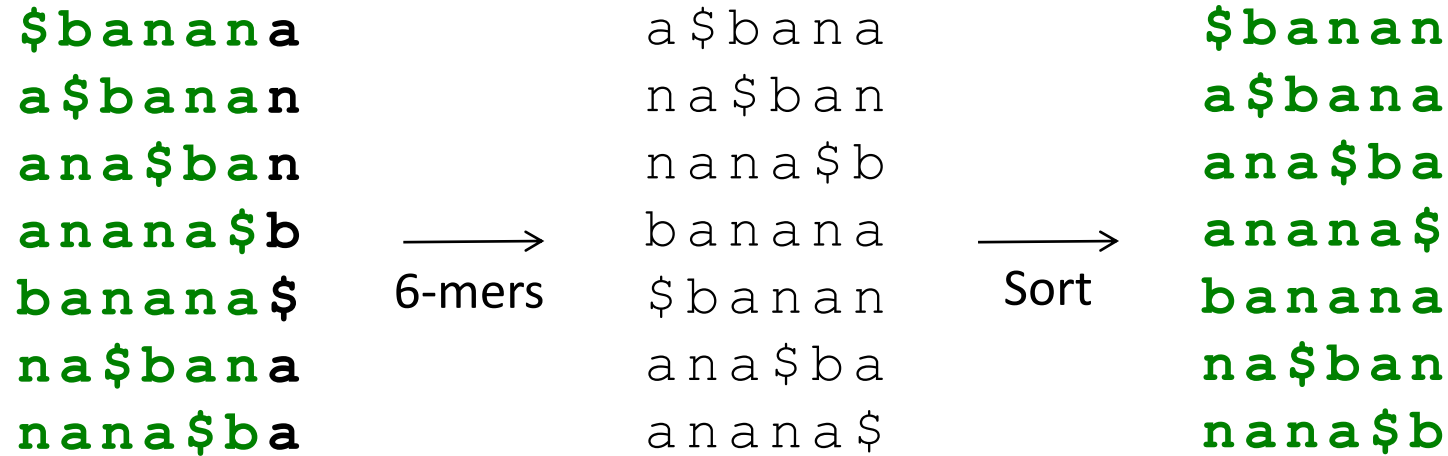 $banana
a$banan
ana$ban
anana$b
banana$
na$bana
nana$ba
6-mers
a$bana
na$ban
nana$b
banana
$banan
ana$ba
anana$
Sort
$banan
a$bana
ana$ba
anana$
banana
na$ban
nana$b